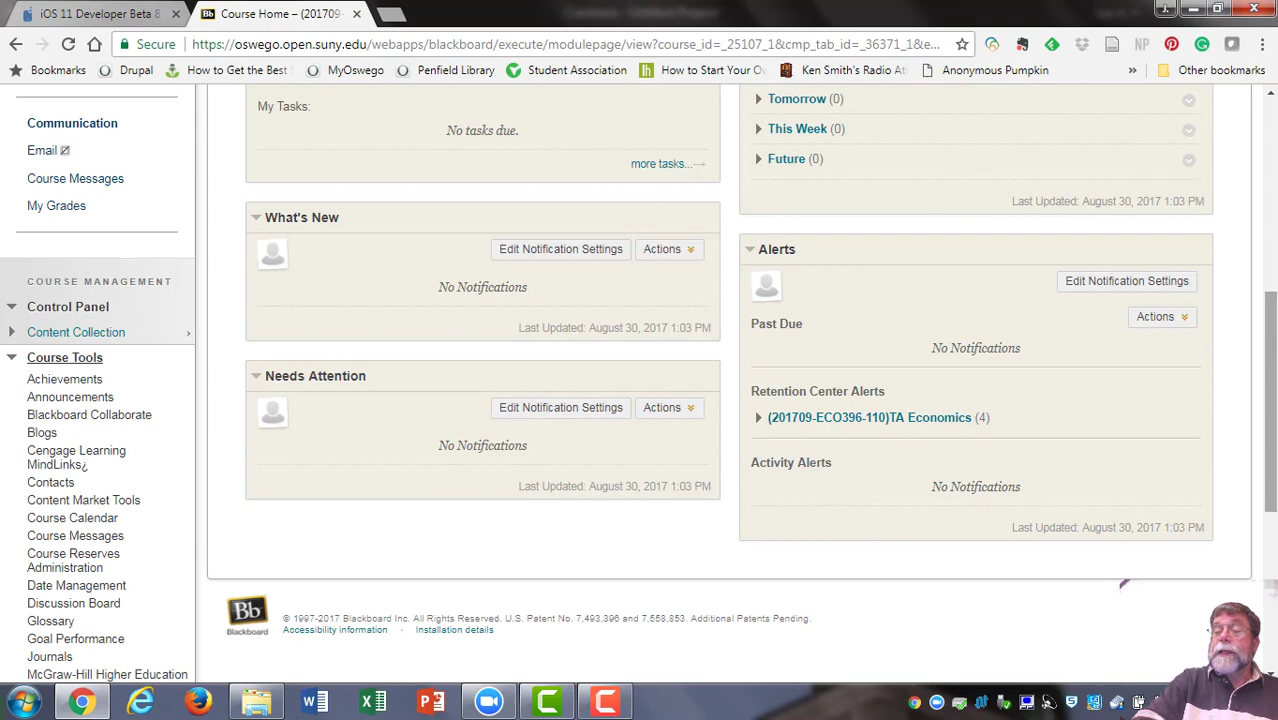 iOS 11 Developer Beta 8
Course Home – (201709-
Secure
https://oswego.open.suny.edu/webapps/blackboard/execute/modulepage/view?course_id=_25107_1&cmp_tab_id=_36371_1&e...
Bookmarks
Drupal
How to Get the Best
MyOswego
Penfield Library
Student Association
How to Start Your Ov
Ken Smith's Radio At
Anonymous Pumpkin
»
Other bookmarks
Communication
Email
Course Messages
My Grades
COURSE MANAGEMENT
Control Panel
Content Collection
Course Tools
Achievements
Announcements
Blackboard Collaborate
Blogs
Cengage Learning
MindLinks¿
Contacts
Content Market Tools
Course Calendar
Course Messages
Course Reserves
Administration
Date Management
Discussion Board
Glossary
Goal Performance
Journals
McGraw-Hill Higher Education
My Tasks:
No tasks due.
more tasks...→
What's New
Edit Notification Settings
Actions
No Notifications
Last Updated: August 30, 2017 1:03 PM
Needs Attention
Edit Notification Settings
Actions
No Notifications
Last Updated: August 30, 2017 1:03 PM
Tomorrow (0)
This Week (0)
Future (0)
Last Updated: August 30, 2017 1:03 PM
Alerts
Edit Notification Settings
Actions
Past Due
No Notifications
Retention Center Alerts
(201709-ECO396-110)TA Economics (4)
Activity Alerts
No Notifications
Last Updated: August 30, 2017 1:03 PM
Bb
Blackboard
© 1997-2017 Blackboard Inc. All Rights Reserved. U.S. Patent No. 7,493,396 and 7,558,853. Additional Patents Pending.
Accessibility information · Installation details